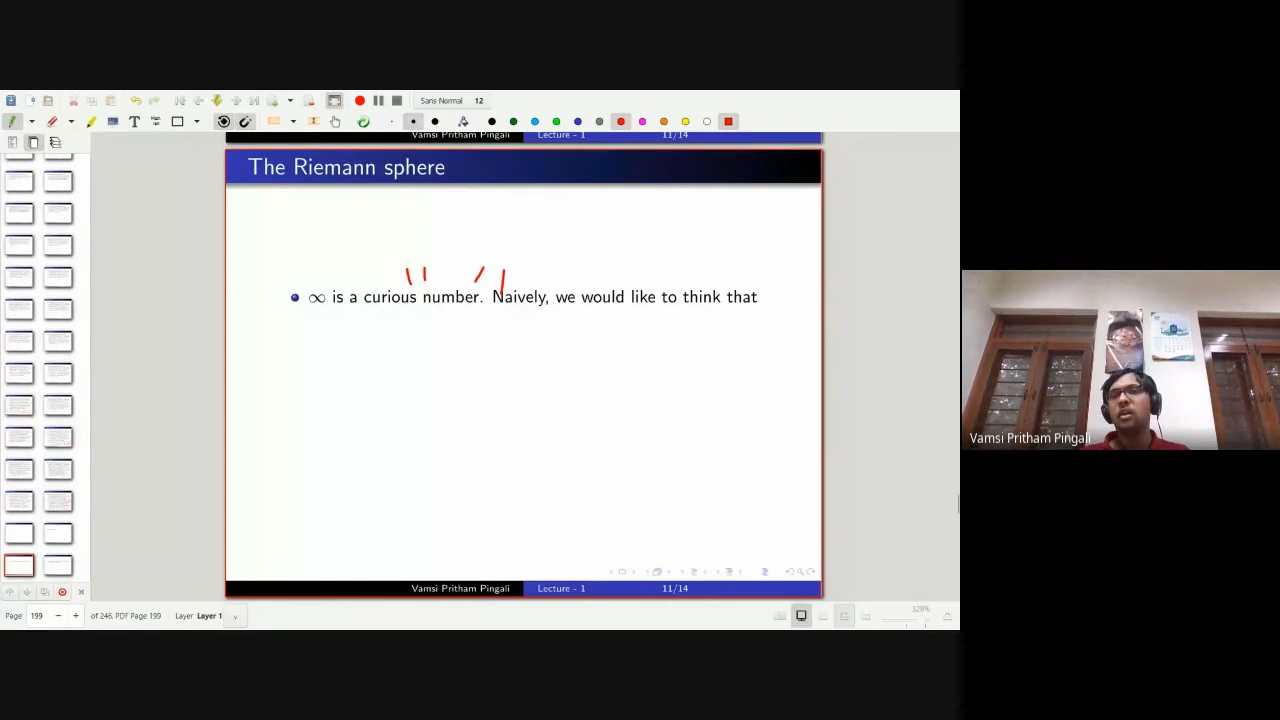 Sans Normal 12
Vamsi Pritham Pingali Lecture - 1 11/14
The Riemann sphere
∞ is a curious number. Naively, we would like to think that
Vamsi Pritham Pingali
Vamsi Pritham Pingali Lecture - 1 11/14
Page 199 of 246, PDF Page 199 Layer Layer 1 328%